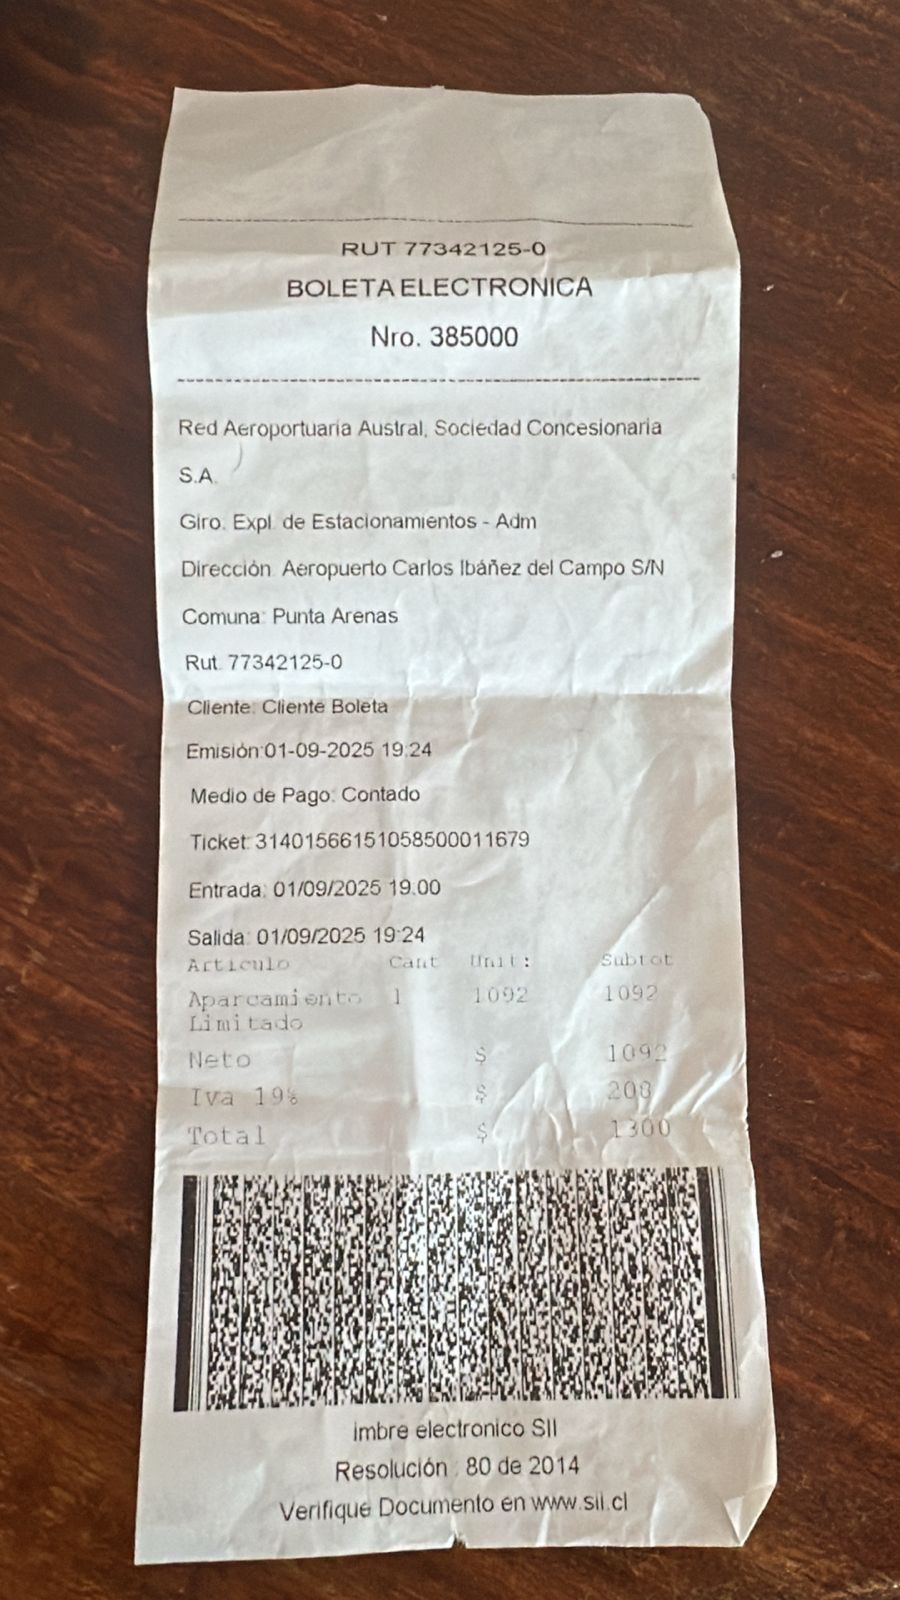 RUT 77342125-0
BOLETA ELECTRONICA
Nro. 385000
Red Aeroportuaria Austral, Sociedad Concesionaria
S.A.
Giro: Expl. de Estacionamientos - Adm
Dirección: Aeropuerto Carlos Ibáñez del Campo S/N
Comuna: Punta Arenas
Rut: 77342125-0
Cliente: Cliente Boleta
Emisión:01-09-2025 19:24
Medio de Pago: Contado
Ticket: 31401566151058500011679
Entrada: 01/09/2025 19:00
Salida: 01/09/2025 19:24
Articulo Cant Unit: Subtot
Aparcamiento 1 1092 1092
Limitado
Neto $ 1092
Iva 19% $ 208
Total $ 1300
imbre electronico SII
Resolución : 80 de 2014
Verifique Documento en www.sii.cl